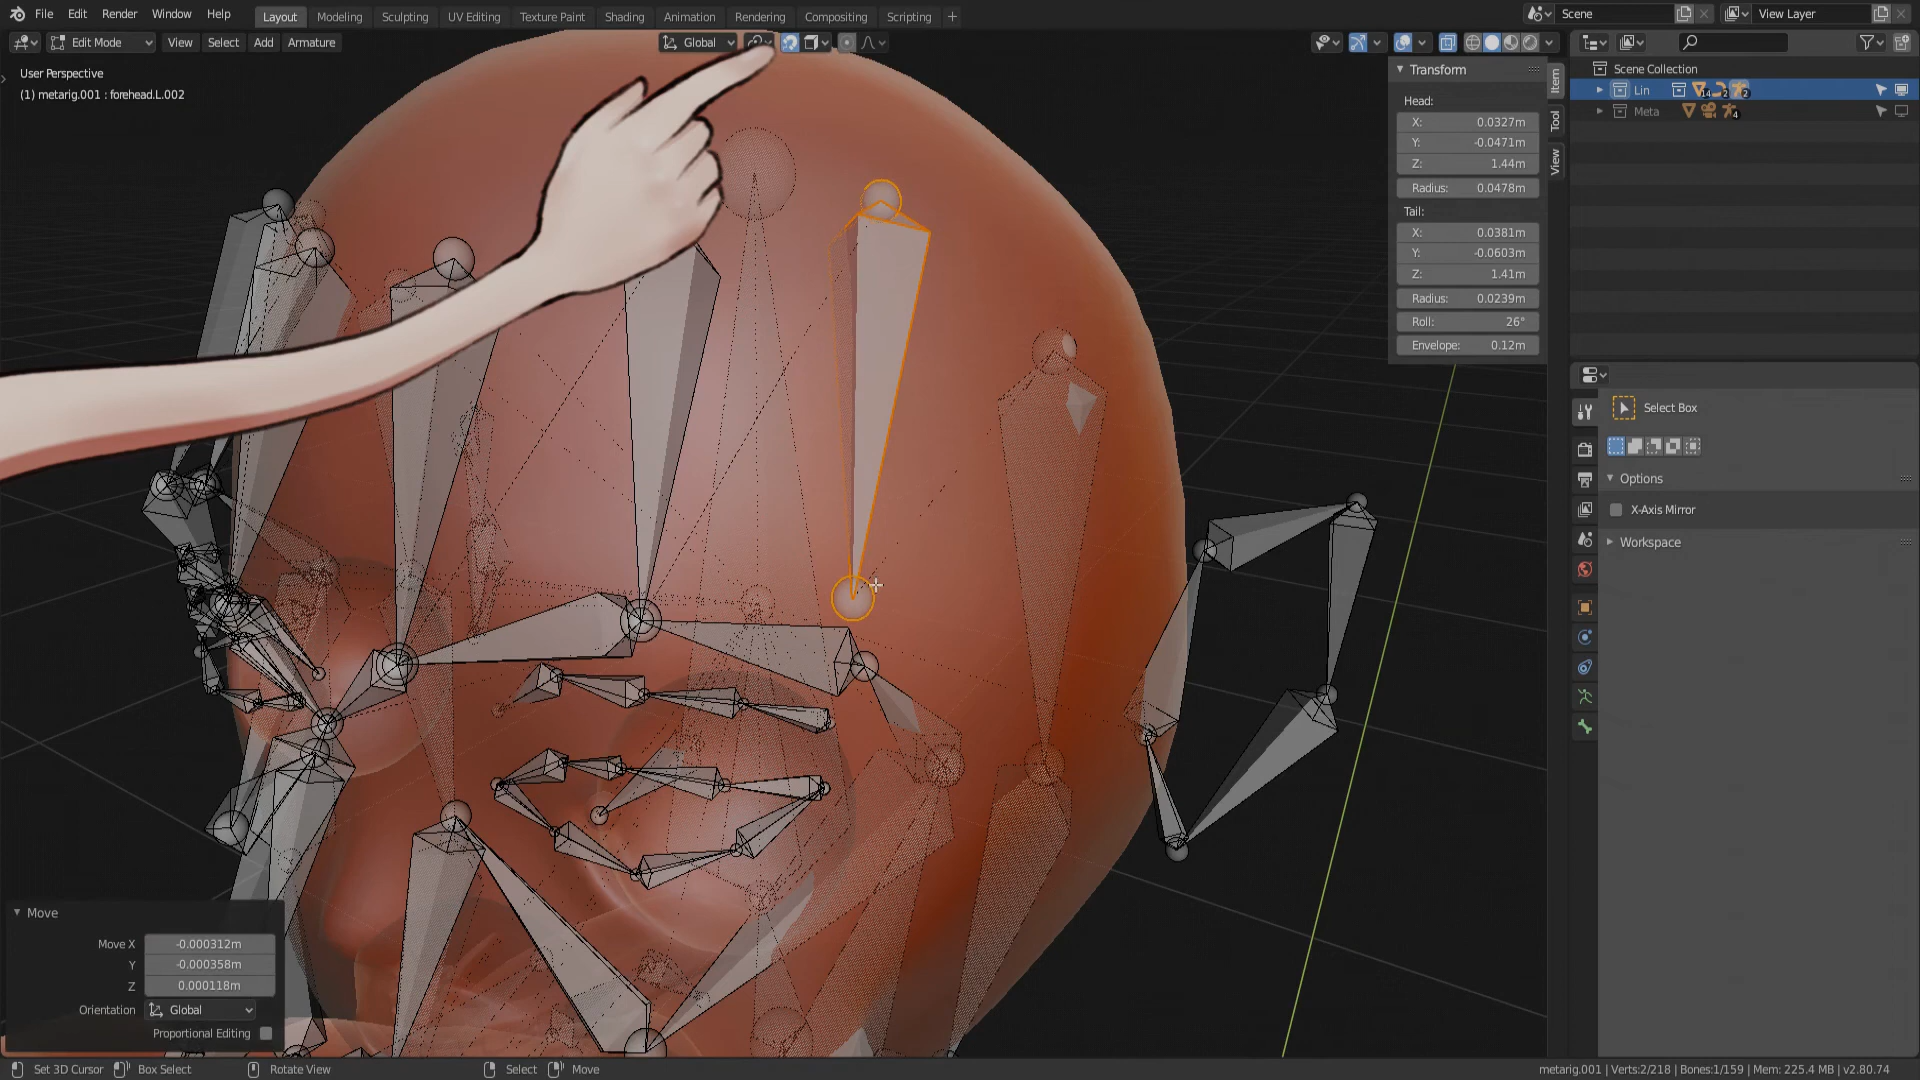 File Edit Render Window Help Layout Modeling Sculpting UV Editing Texture Paint Shading Animation Rendering Compositing Scripting + Scene View Layer
Edit Mode View Select Add Armature Global
User Perspective
(1) metarig.001 : forehead.L.002
Transform
Head:
X: 0.0327m
Y: -0.0471m
Z: 1.44m
Radius: 0.0478m
Tail:
X: 0.0381m
Y: -0.0603m
Z: 1.41m
Radius: 0.0239m
Roll: 26°
Envelope: 0.12m
Item
Tool
View
Scene Collection
Lin 14 2 2
Meta 4
Select Box
Options
X-Axis Mirror
Workspace
Move
Move X -0.000312m
Y -0.000358m
Z 0.000118m
Orientation Global
Proportional Editing
Set 3D Cursor Box Select Rotate View Select Move metarig.001 | Verts:2/218 | Bones:1/159 | Mem: 225.4 MB | v2.80.74